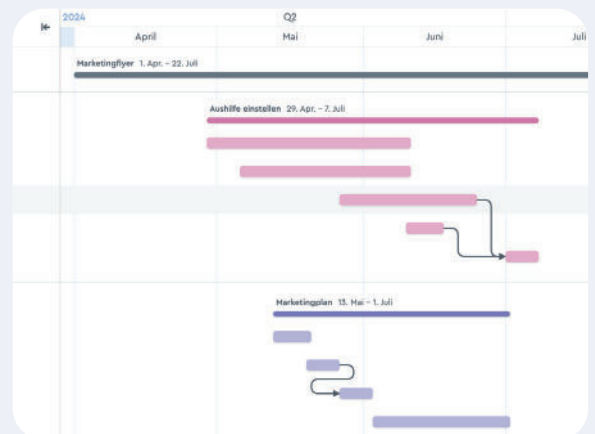 2024 Q2
April Mai Juni Juli
Marketingflyer 1. Apr. – 22. Juli
Aushilfe einstellen 29. Apr. – 7. Juli
Marketingplan 13. Mai – 1. Juli